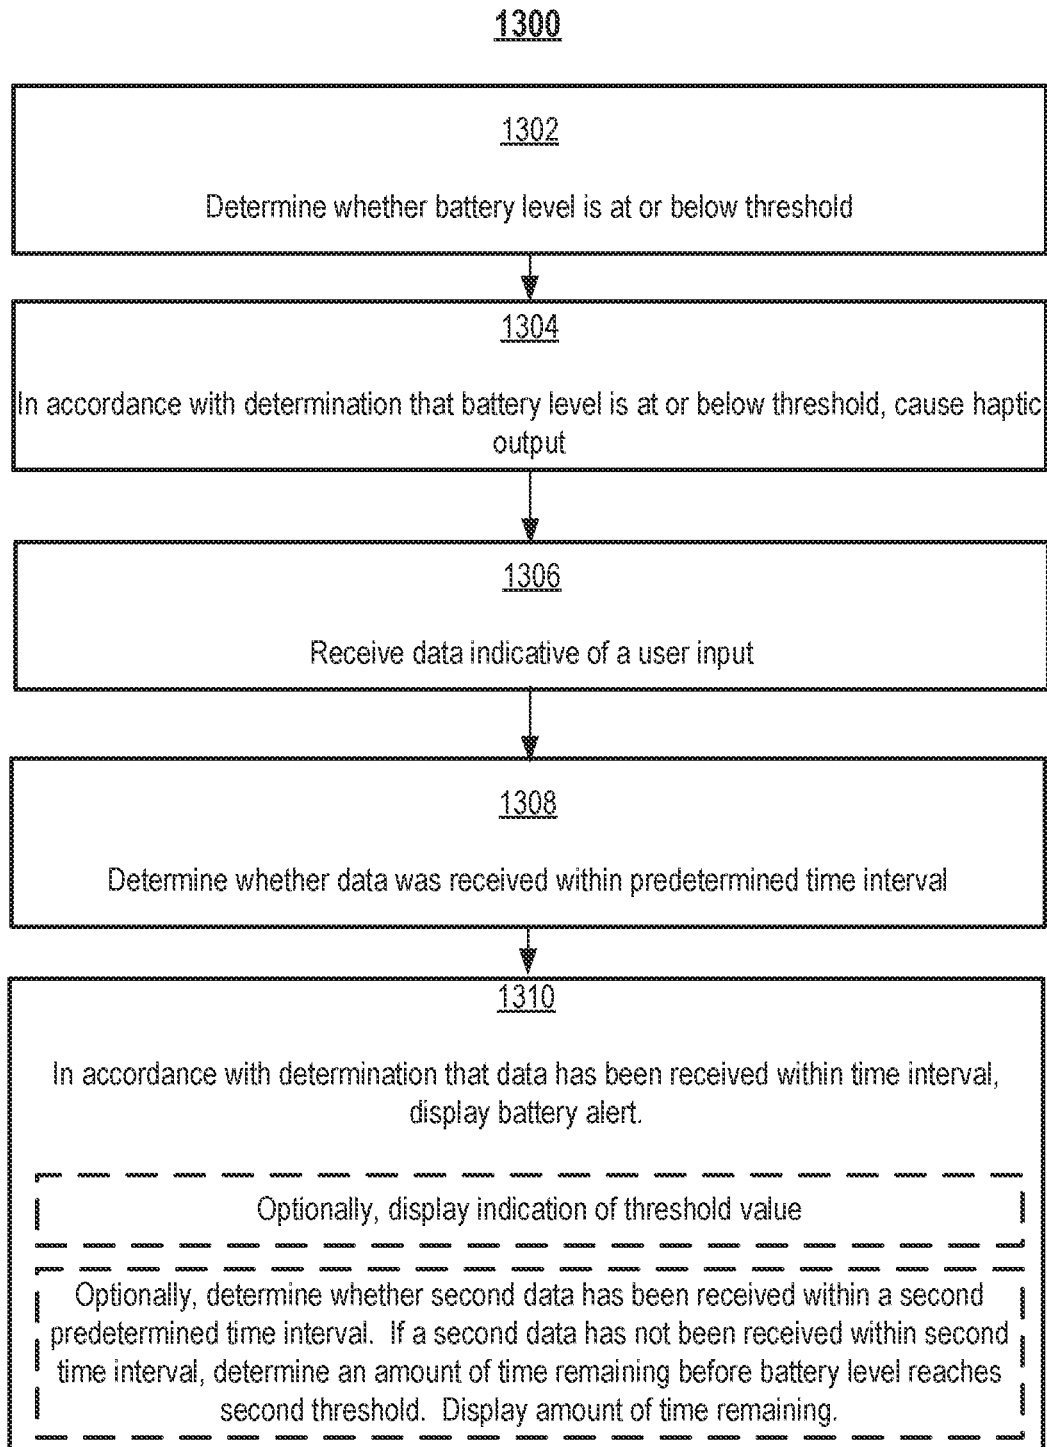 1300
1302
Determine whether battery level is at or below threshold
1304
In accordance with determination that battery level is at or below threshold, cause haptic
output
1306
Receive data indicative of a user input
1308
Determine whether data was received within predetermined time interval
1310
In accordance with determination that data has been received within time interval,
display battery alert.
Optionally, display indication of threshold value
Optionally, determine whether second data has been received within a second
predetermined time interval. If a second data has not been received within second
time interval, determine an amount of time remaining before battery level reaches
second threshold. Display amount of time remaining.